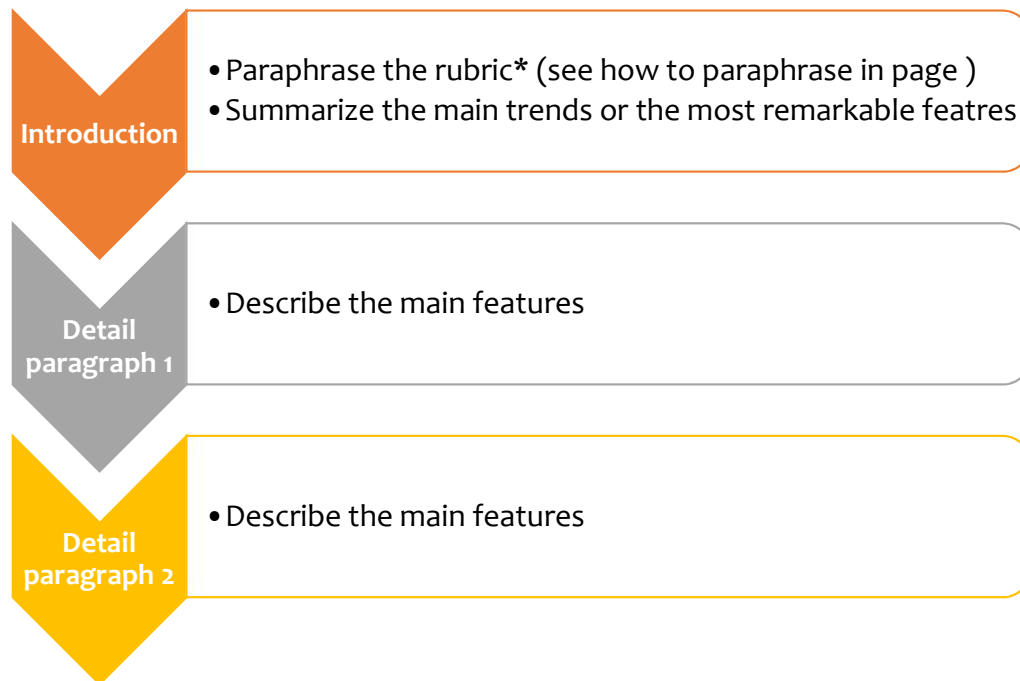 Introduction
• Paraphrase the rubric* (see how to paraphrase in page )
• Summarize the main trends or the most remarkable featres
Detail
paragraph 1
• Describe the main features
Detail
paragraph 2
• Describe the main features